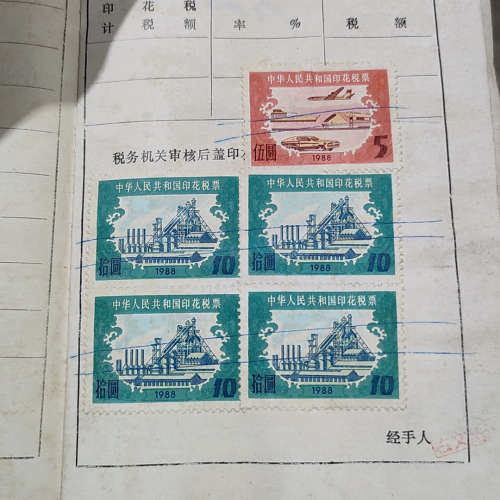 印 花 税
计 税 额 率 % 税 额
中华人民共和国印花税票
伍圆 1988 5
税务机关审核后盖印
中华人民共和国印花税票 中华人民共和国印花税票
拾圆 1988 10 拾圆 1988 10
中华人民共和国印花税票 中华人民共和国印花税票
拾圆 1988 10 拾圆 1988 10
经手人